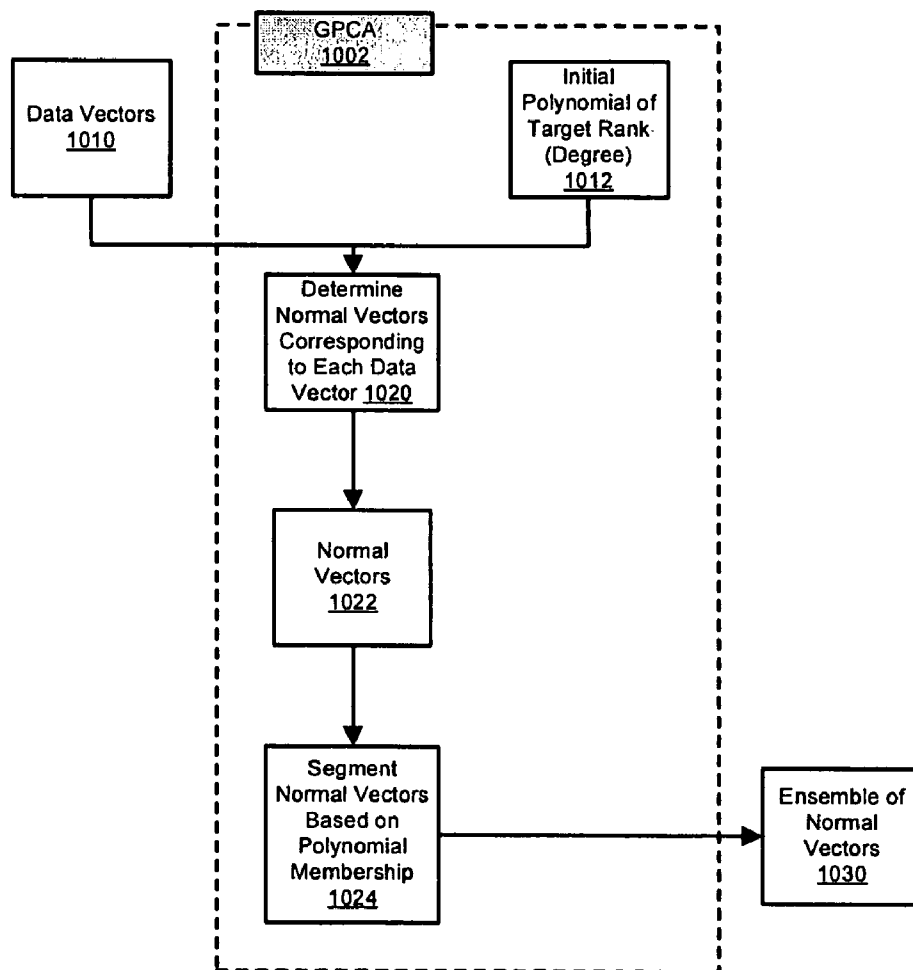 GPCA
1002
Data Vectors
1010
Initial
Polynomial of
Target Rank
(Degree)
1012
Determine
Normal Vectors
Corresponding
to Each Data
Vector 1020
Normal
Vectors
1022
Segment
Normal Vectors
Based on
Polynomial
Membership
1024
Ensemble of
Normal
Vectors
1030